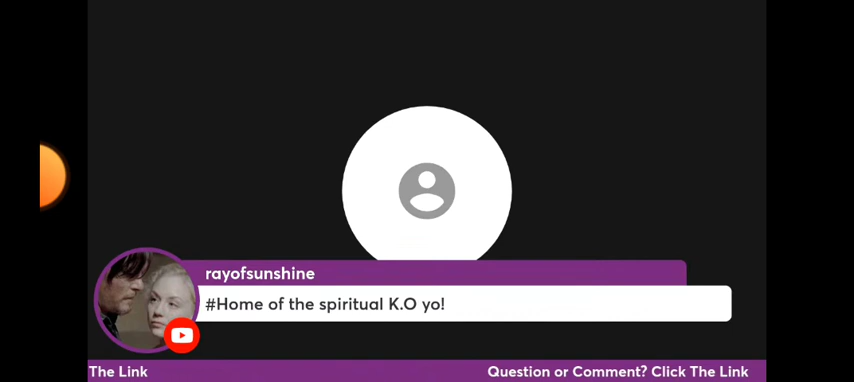 rayofsunshine
#Home of the spiritual K.O yo!
The Link Question or Comment? Click The Link